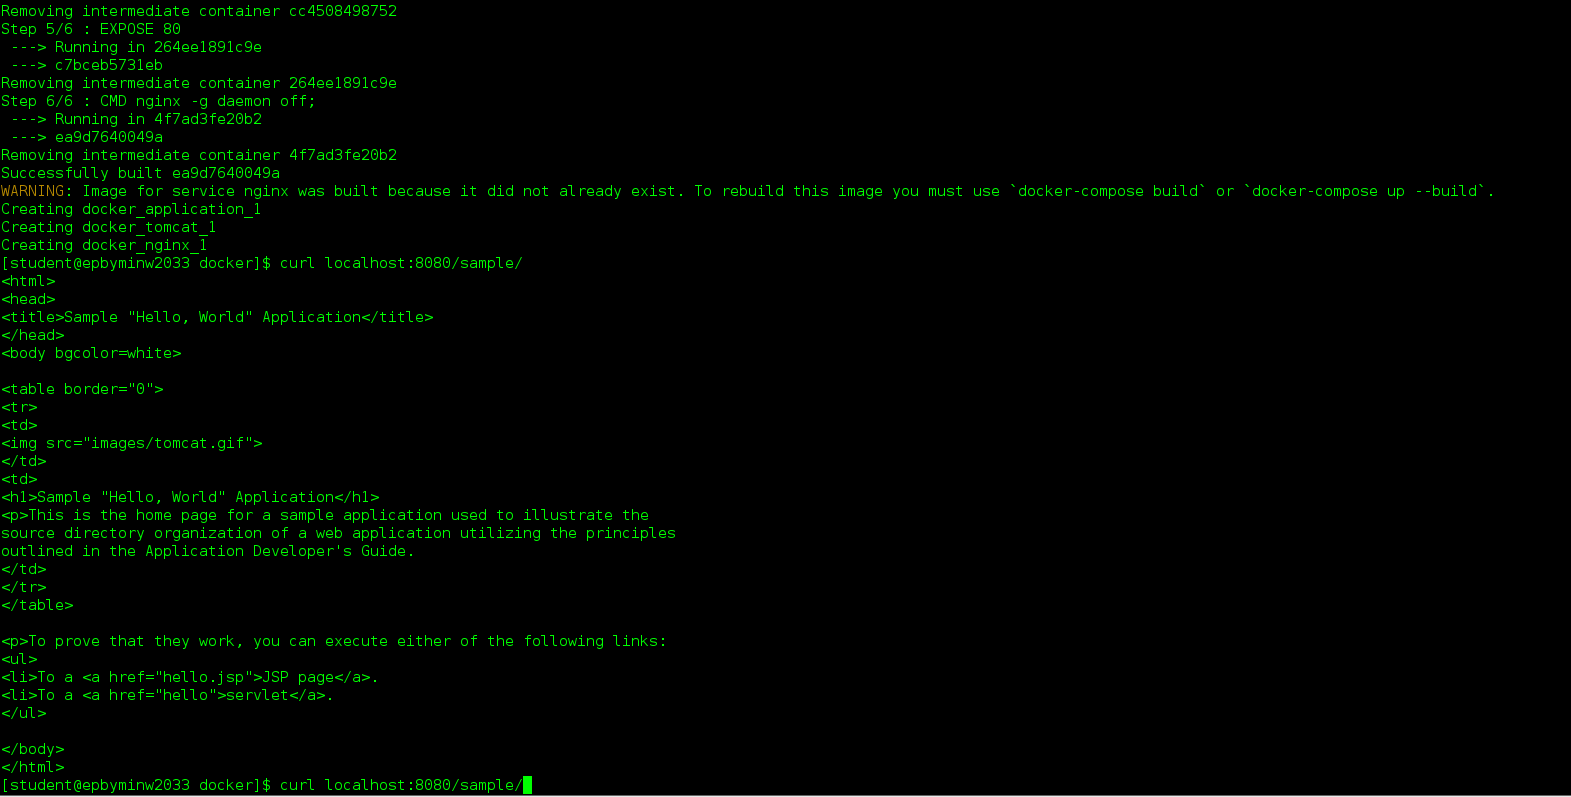 Removing intermediate container cc4508498752
Step 5/6 : EXPOSE 80
 ---> Running in 264ee1891c9e
 ---> c7bceb5731eb
Removing intermediate container 264ee1891c9e
Step 6/6 : CMD nginx -g daemon off;
 ---> Running in 4f7ad3fe20b2
 ---> ea9d7640049a
Removing intermediate container 4f7ad3fe20b2
Successfully built ea9d7640049a
WARNING: Image for service nginx was built because it did not already exist. To rebuild this image you must use `docker-compose build` or `docker-compose up --build`.
Creating docker_application_1
Creating docker_tomcat_1
Creating docker_nginx_1
[student@epbyminw2033 docker]$ curl localhost:8080/sample/
<html>
<head>
<title>Sample "Hello, World" Application</title>
</head>
<body bgcolor=white>

<table border="0">
<tr>
<td>
<img src="images/tomcat.gif">
</td>
<td>
<h1>Sample "Hello, World" Application</h1>
<p>This is the home page for a sample application used to illustrate the
source directory organization of a web application utilizing the principles
outlined in the Application Developer's Guide.
</td>
</tr>
</table>

<p>To prove that they work, you can execute either of the following links:
<ul>
<li>To a <a href="hello.jsp">JSP page</a>.
<li>To a <a href="hello">servlet</a>.
</ul>

</body>
</html>
[student@epbyminw2033 docker]$ curl localhost:8080/sample/